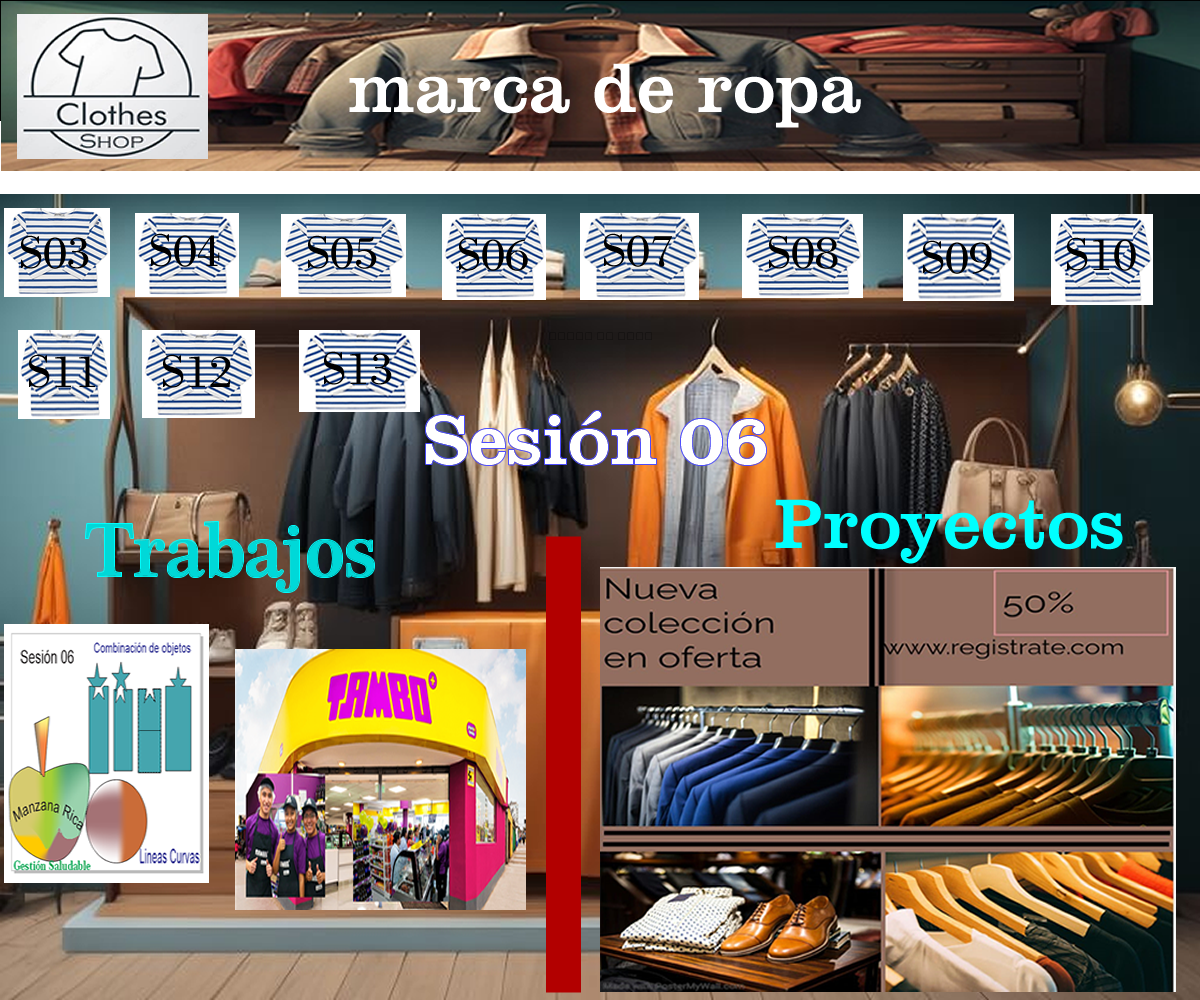 Clothes
SHOP
marca de ropa
S03
S04
S05
S06
S07
S08
S09
S10
S11
S12
S13
Sesión 06
Trabajos
Proyectos
Sesión 06
Combinación de objetos
Manzana Rica
Gestión Saludable
Líneas Curvas
TAMBO
Nueva
colección
en oferta
50%
www.registrate.com
Made with PosterMyWall.com